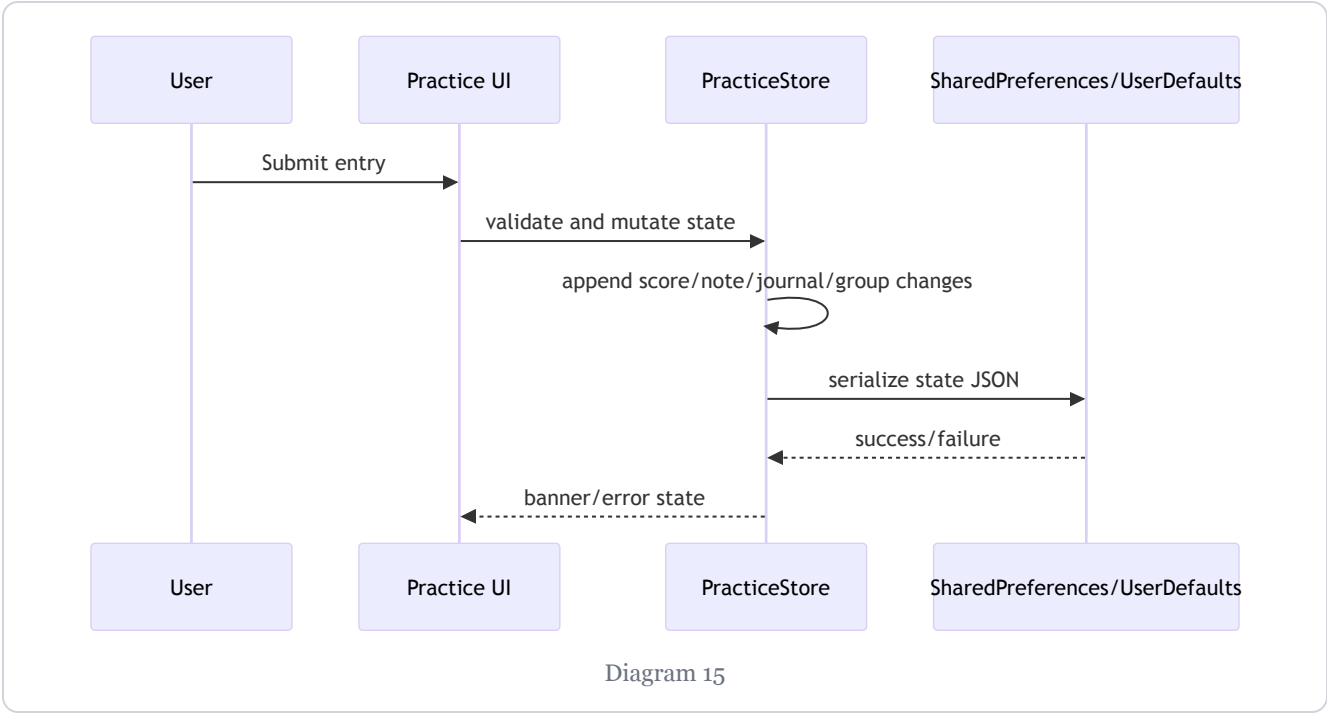 User
Practice UI
PracticeStore
SharedPreferences/UserDefaults
Submit entry
validate and mutate state
append score/note/journal/group changes
serialize state JSON
success/failure
banner/error state
User
Practice UI
PracticeStore
SharedPreferences/UserDefaults
Diagram 15